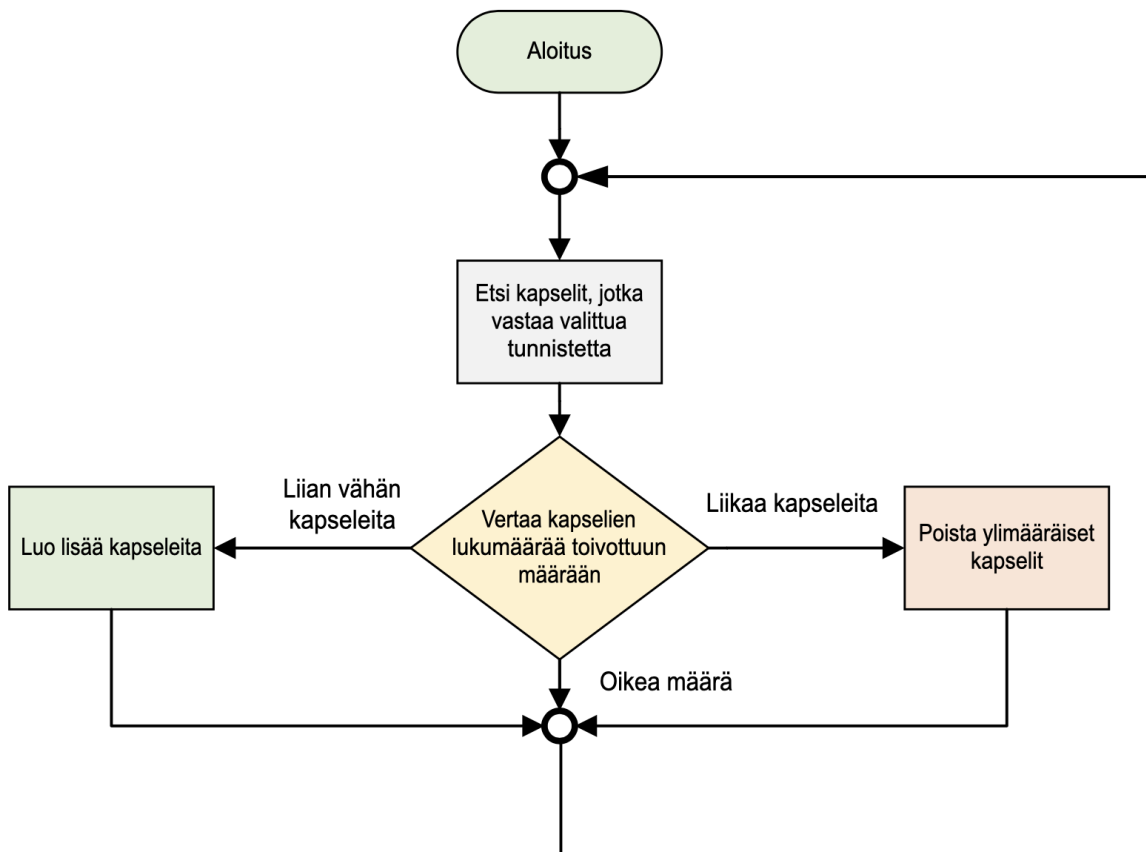 Aloitus
Etsi kapselit, jotka
vastaa valittua
tunnistetta
Liian vähän
kapseleita
Liikaa kapseleita
Luo lisää kapseleita
Vertaa kapselien
lukumäärää toivottuun
määrään
Poista ylimääräiset
kapselit
Oikea määrä